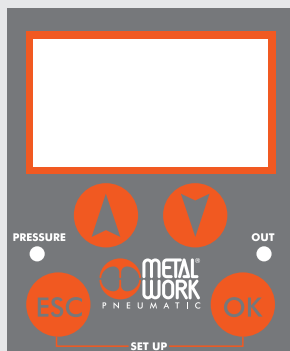 PRESSURE
OUT
METAL®
WORK
PNEUMATIC
ESC
OK
SET UP